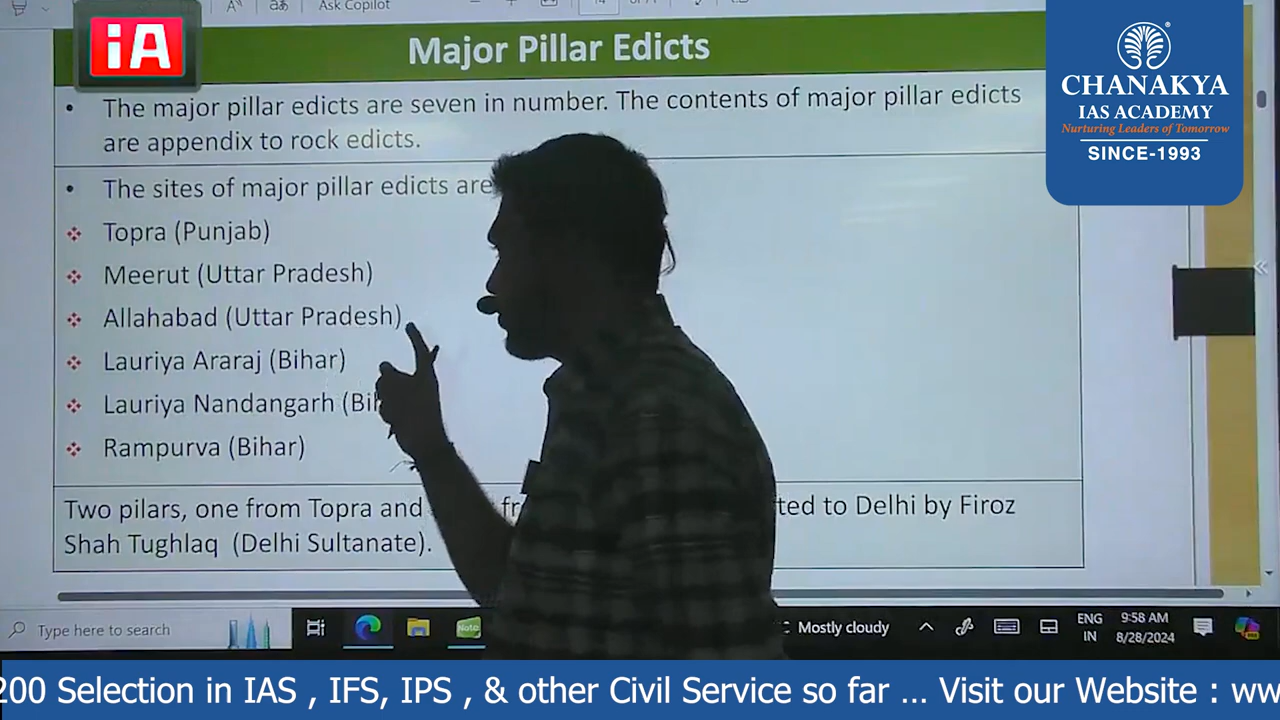 Ask Copilot
iA
Major Pillar Edicts
CHANAKYA
IAS ACADEMY
Nurturing Leaders of Tomorrow
SINCE-1993
• The major pillar edicts are seven in number. The contents of major pillar edicts
are appendix to rock edicts.
• The sites of major pillar edicts are
Topra (Punjab)
Meerut (Uttar Pradesh)
Allahabad (Uttar Pradesh)
Lauriya Araraj (Bihar)
Lauriya Nandangarh (Bi
Rampurva (Bihar)
Two pilars, one from Topra and fr ted to Delhi by Firoz
Shah Tughlaq (Delhi Sultanate).
Type here to search
Note
Mostly cloudy
ENG
IN
9:58 AM
8/28/2024
200 Selection in IAS , IFS, IPS , & other Civil Service so far ... Visit our Website : ww